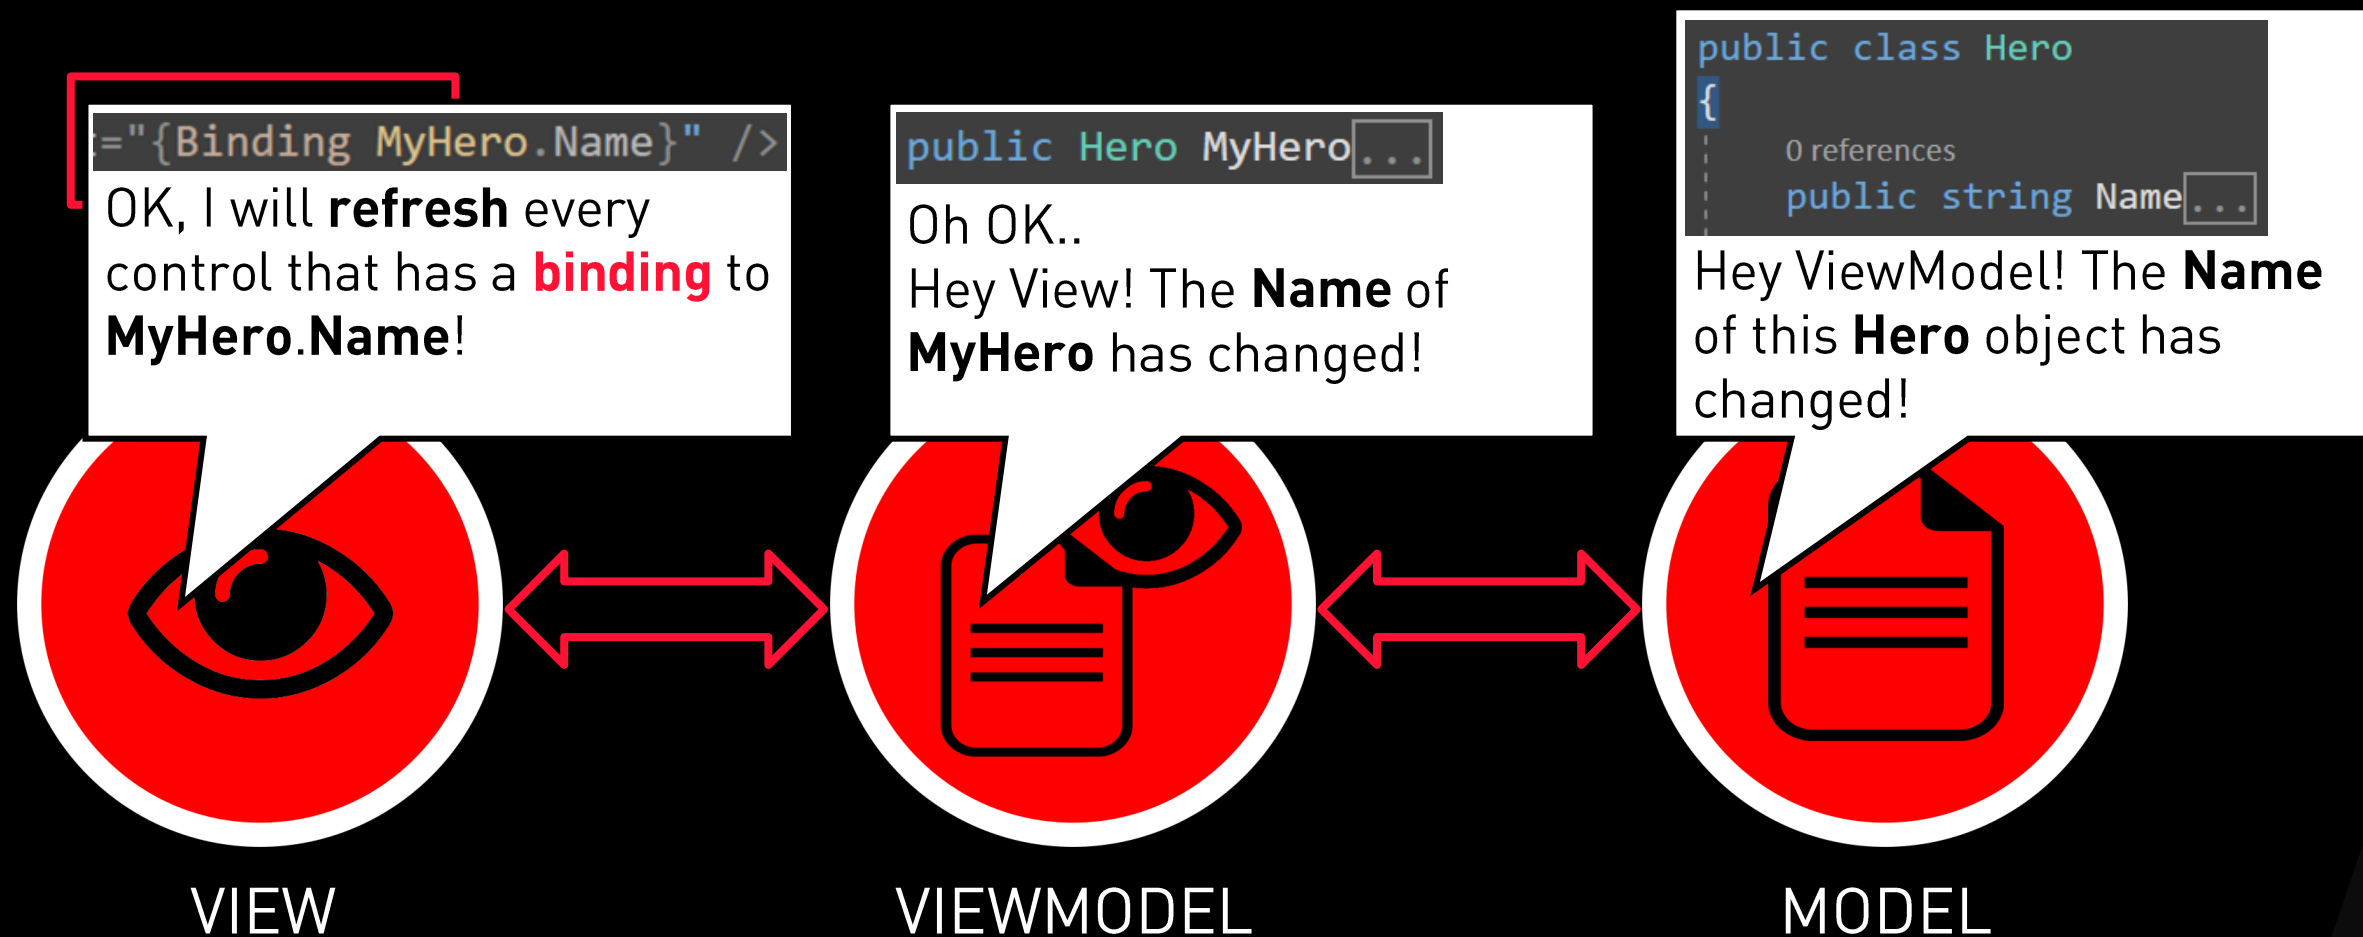 :="{Binding MyHero.Name}" />
OK, I will refresh every
control that has a binding to
MyHero.Name!
VIEW
public Hero MyHero...
Oh OK..
Hey View! The Name of
MyHero has changed!
VIEWMODEL
public class Hero
{
0 references
public string Name...
Hey ViewModel! The Name
of this Hero object has
changed!
MODEL